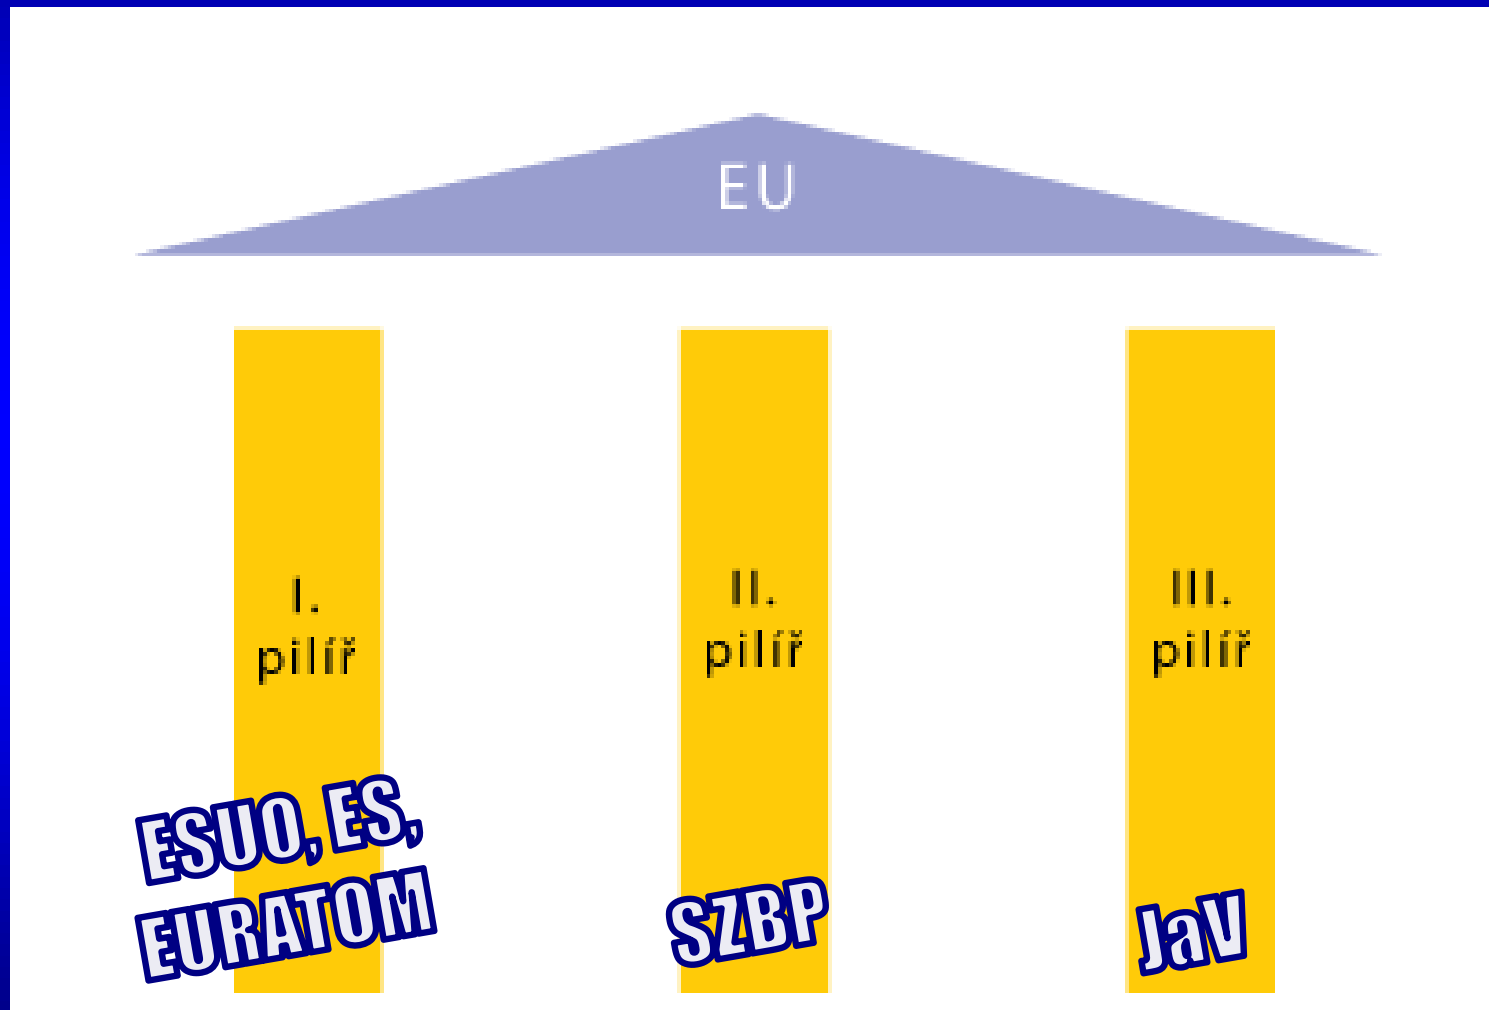 EU
I.
pilíř
II.
pilíř
III.
pilíř
ESUO, ES,
EURATOM
SZBP
JaV